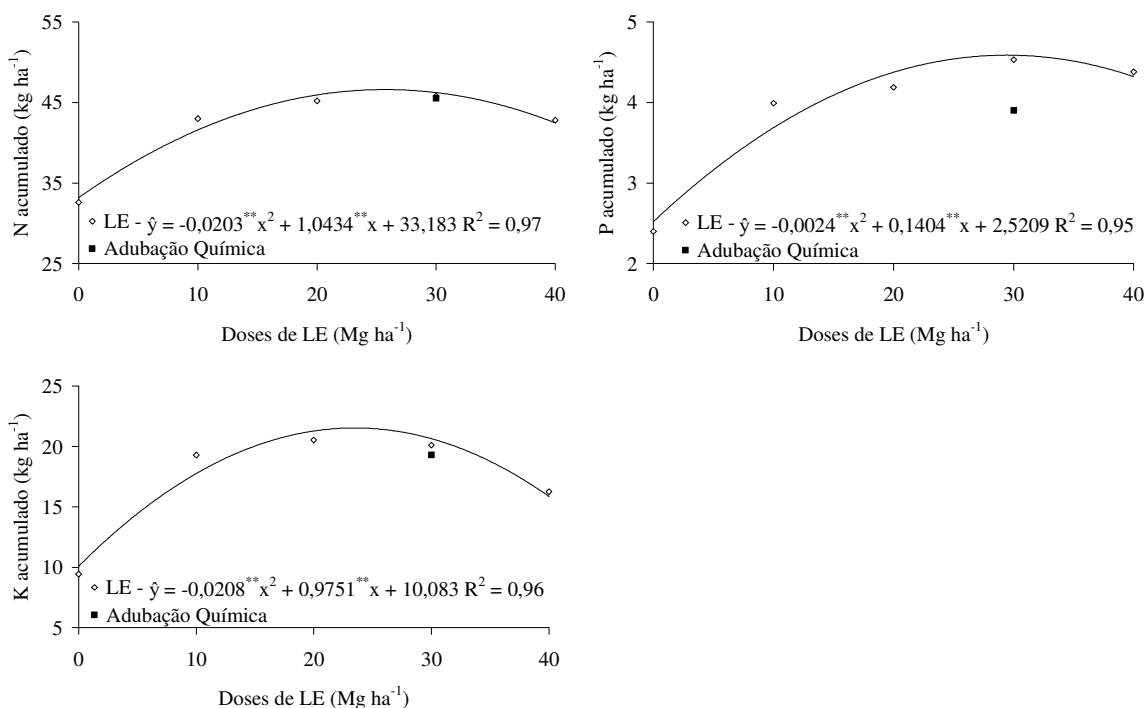 N acumulado (kg ha⁻¹)
55
45
35
25
LE - ŷ = -0,0203**x² + 1,0434**x + 33,183 R² = 0,97
Adubação Química
0 10 20 30 40
Doses de LE (Mg ha⁻¹)
P acumulado (kg ha⁻¹)
5
4
3
2
LE - ŷ = -0,0024**x² + 0,1404**x + 2,5209 R² = 0,95
Adubação Química
0 10 20 30 40
Doses de LE (Mg ha⁻¹)
K acumulado (kg ha⁻¹)
25
20
15
10
5
LE - ŷ = -0,0208**x² + 0,9751**x + 10,083 R² = 0,96
Adubação Química
0 10 20 30 40
Doses de LE (Mg ha⁻¹)